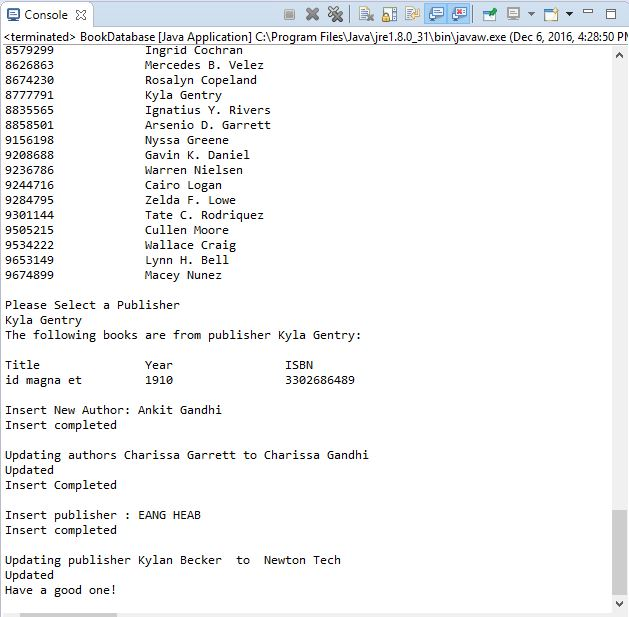 Console
<terminated> BookDatabase [Java Application] C:\Program Files\Java\jre1.8.0_31\bin\javaw.exe (Dec 6, 2016, 4:28:50 P
8579299 Ingrid Cochran
8626863 Mercedes B. Velez
8674230 Rosalyn Copeland
8777791 Kyla Gentry
8835565 Ignatius Y. Rivers
8858501 Arsenio D. Garrett
9156198 Nyssa Greene
9208688 Gavin K. Daniel
9236786 Warren Nielsen
9244716 Cairo Logan
9284795 Zelda F. Lowe
9301144 Tate C. Rodriquez
9505215 Cullen Moore
9534222 Wallace Craig
9653149 Lynn H. Bell
9674899 Macey Nunez
Please Select a Publisher
Kyla Gentry
The following books are from publisher Kyla Gentry:
Title Year ISBN
id magna et 1910 3302686489
Insert New Author: Ankit Gandhi
Insert completed
Updating authors Charissa Garrett to Charissa Gandhi
Updated
Insert Completed
Insert publisher : EANG HEAB
Insert completed
Updating publisher Kylan Becker  to  Newton Tech
Updated
Have a good one!